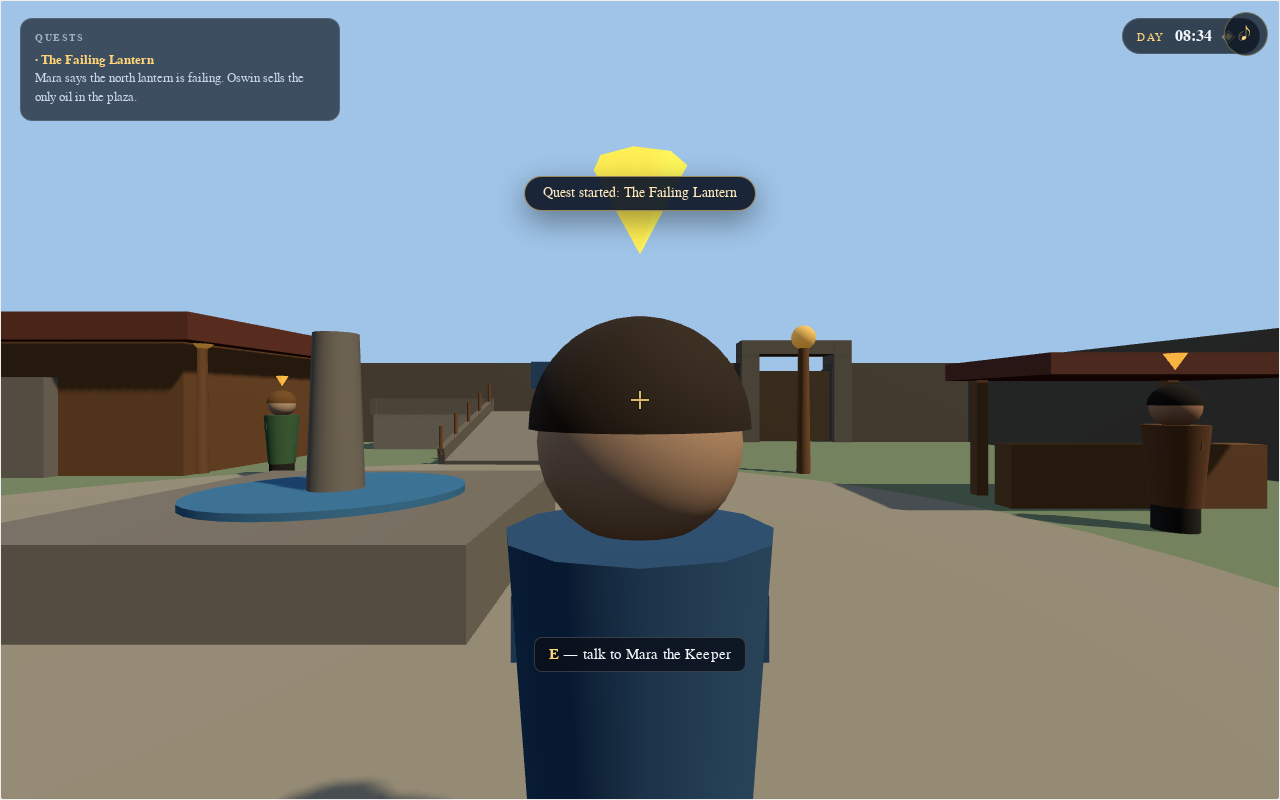 QUESTS
· The Failing Lantern
Mara says the north lantern is failing. Oswin sells the
only oil in the plaza.
DAY 08:34
Quest started: The Failing Lantern
E — talk to Mara the Keeper